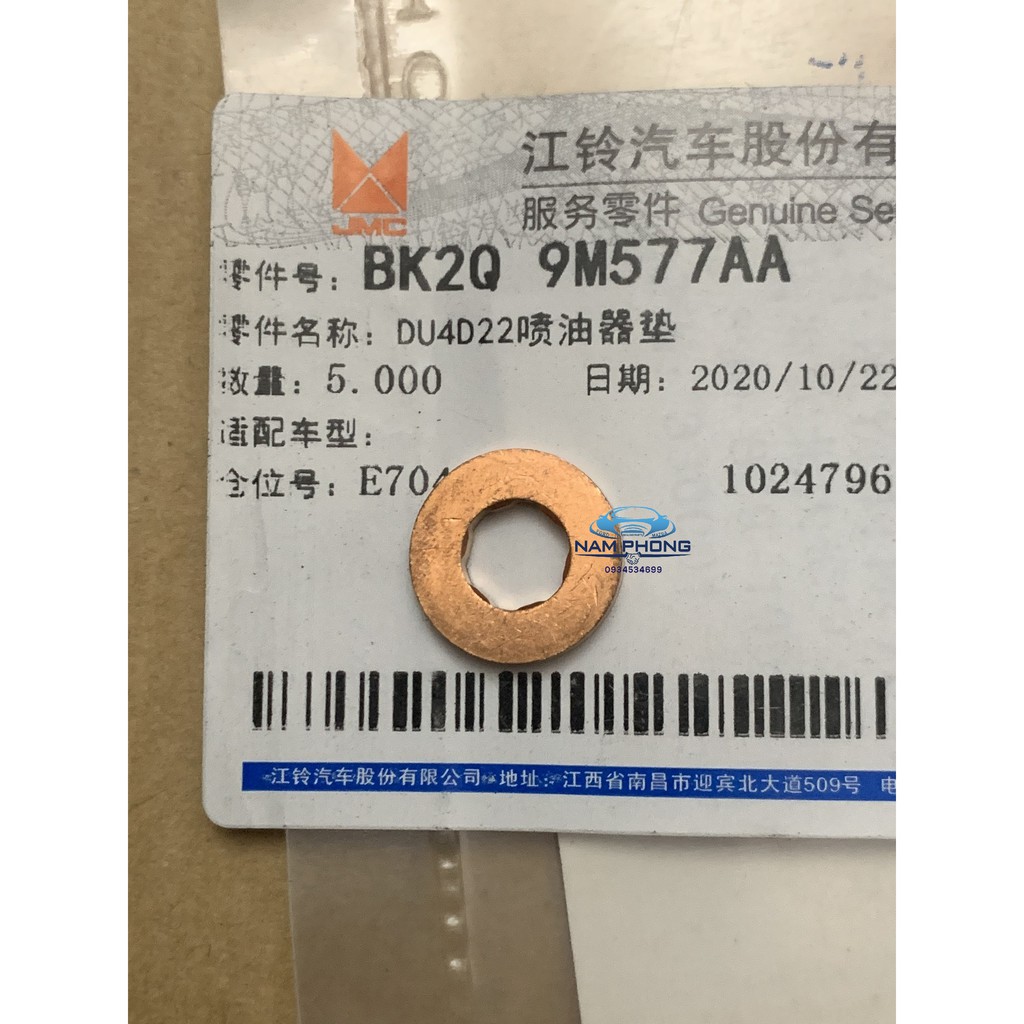 JMC
江铃汽车股份有
服务零件 Genuine Se
零件号: BK2Q 9M577AA
零件名称: DU4D22喷油器垫
数量: 5.000 日期: 2020/10/22
适配车型:
仓位号: E704 1024796
NAM PHONG
0934534699
江铃汽车股份有限公司 地址: 江西省南昌市迎宾北大道509号 电